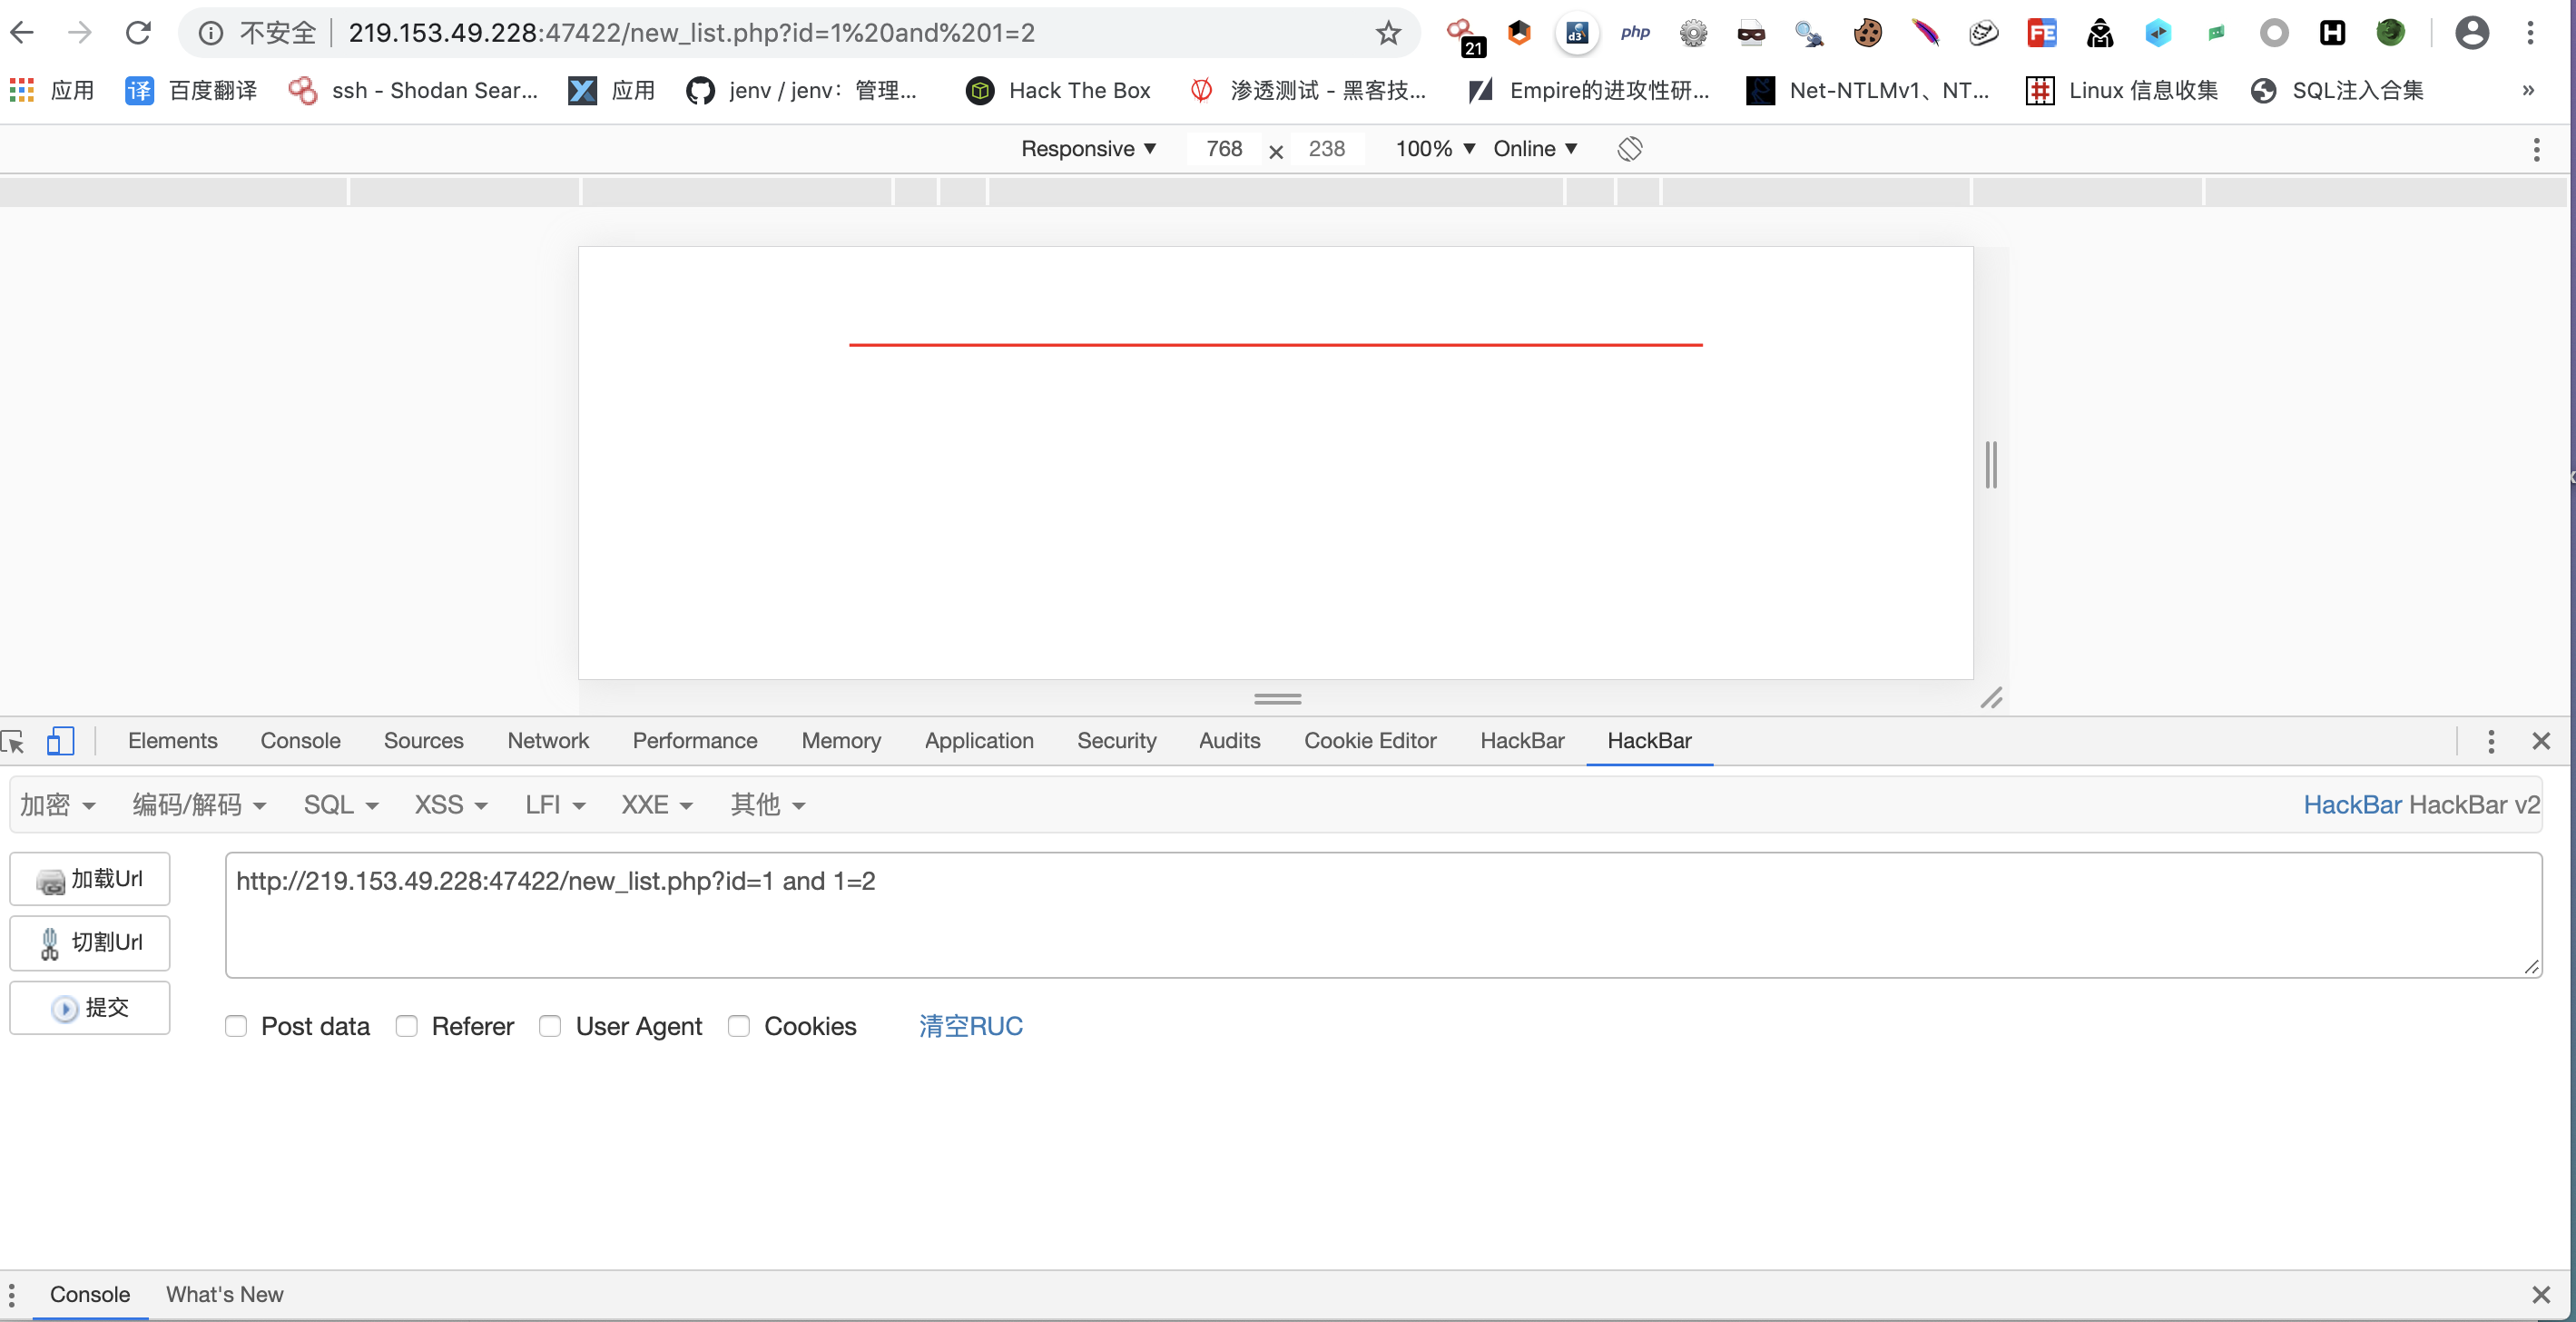 不安全 219.153.49.228:47422/new_list.php?id=1%20and%201=2 21 d3 php FE H
应用 译 百度翻译 ssh - Shodan Sear... 应用 jenv / jenv：管理... Hack The Box 渗透测试 - 黑客技... Empire的进攻性研... Net-NTLMv1、NT... Linux 信息收集 SQL注入合集 »
Responsive 768 × 238 100% Online
Elements Console Sources Network Performance Memory Application Security Audits Cookie Editor HackBar HackBar
加密 编码/解码 SQL XSS LFI XXE 其他 HackBar HackBar v2
加载Url
http://219.153.49.228:47422/new_list.php?id=1 and 1=2
切割Url
提交
Post data Referer User Agent Cookies 清空RUC
Console What's New